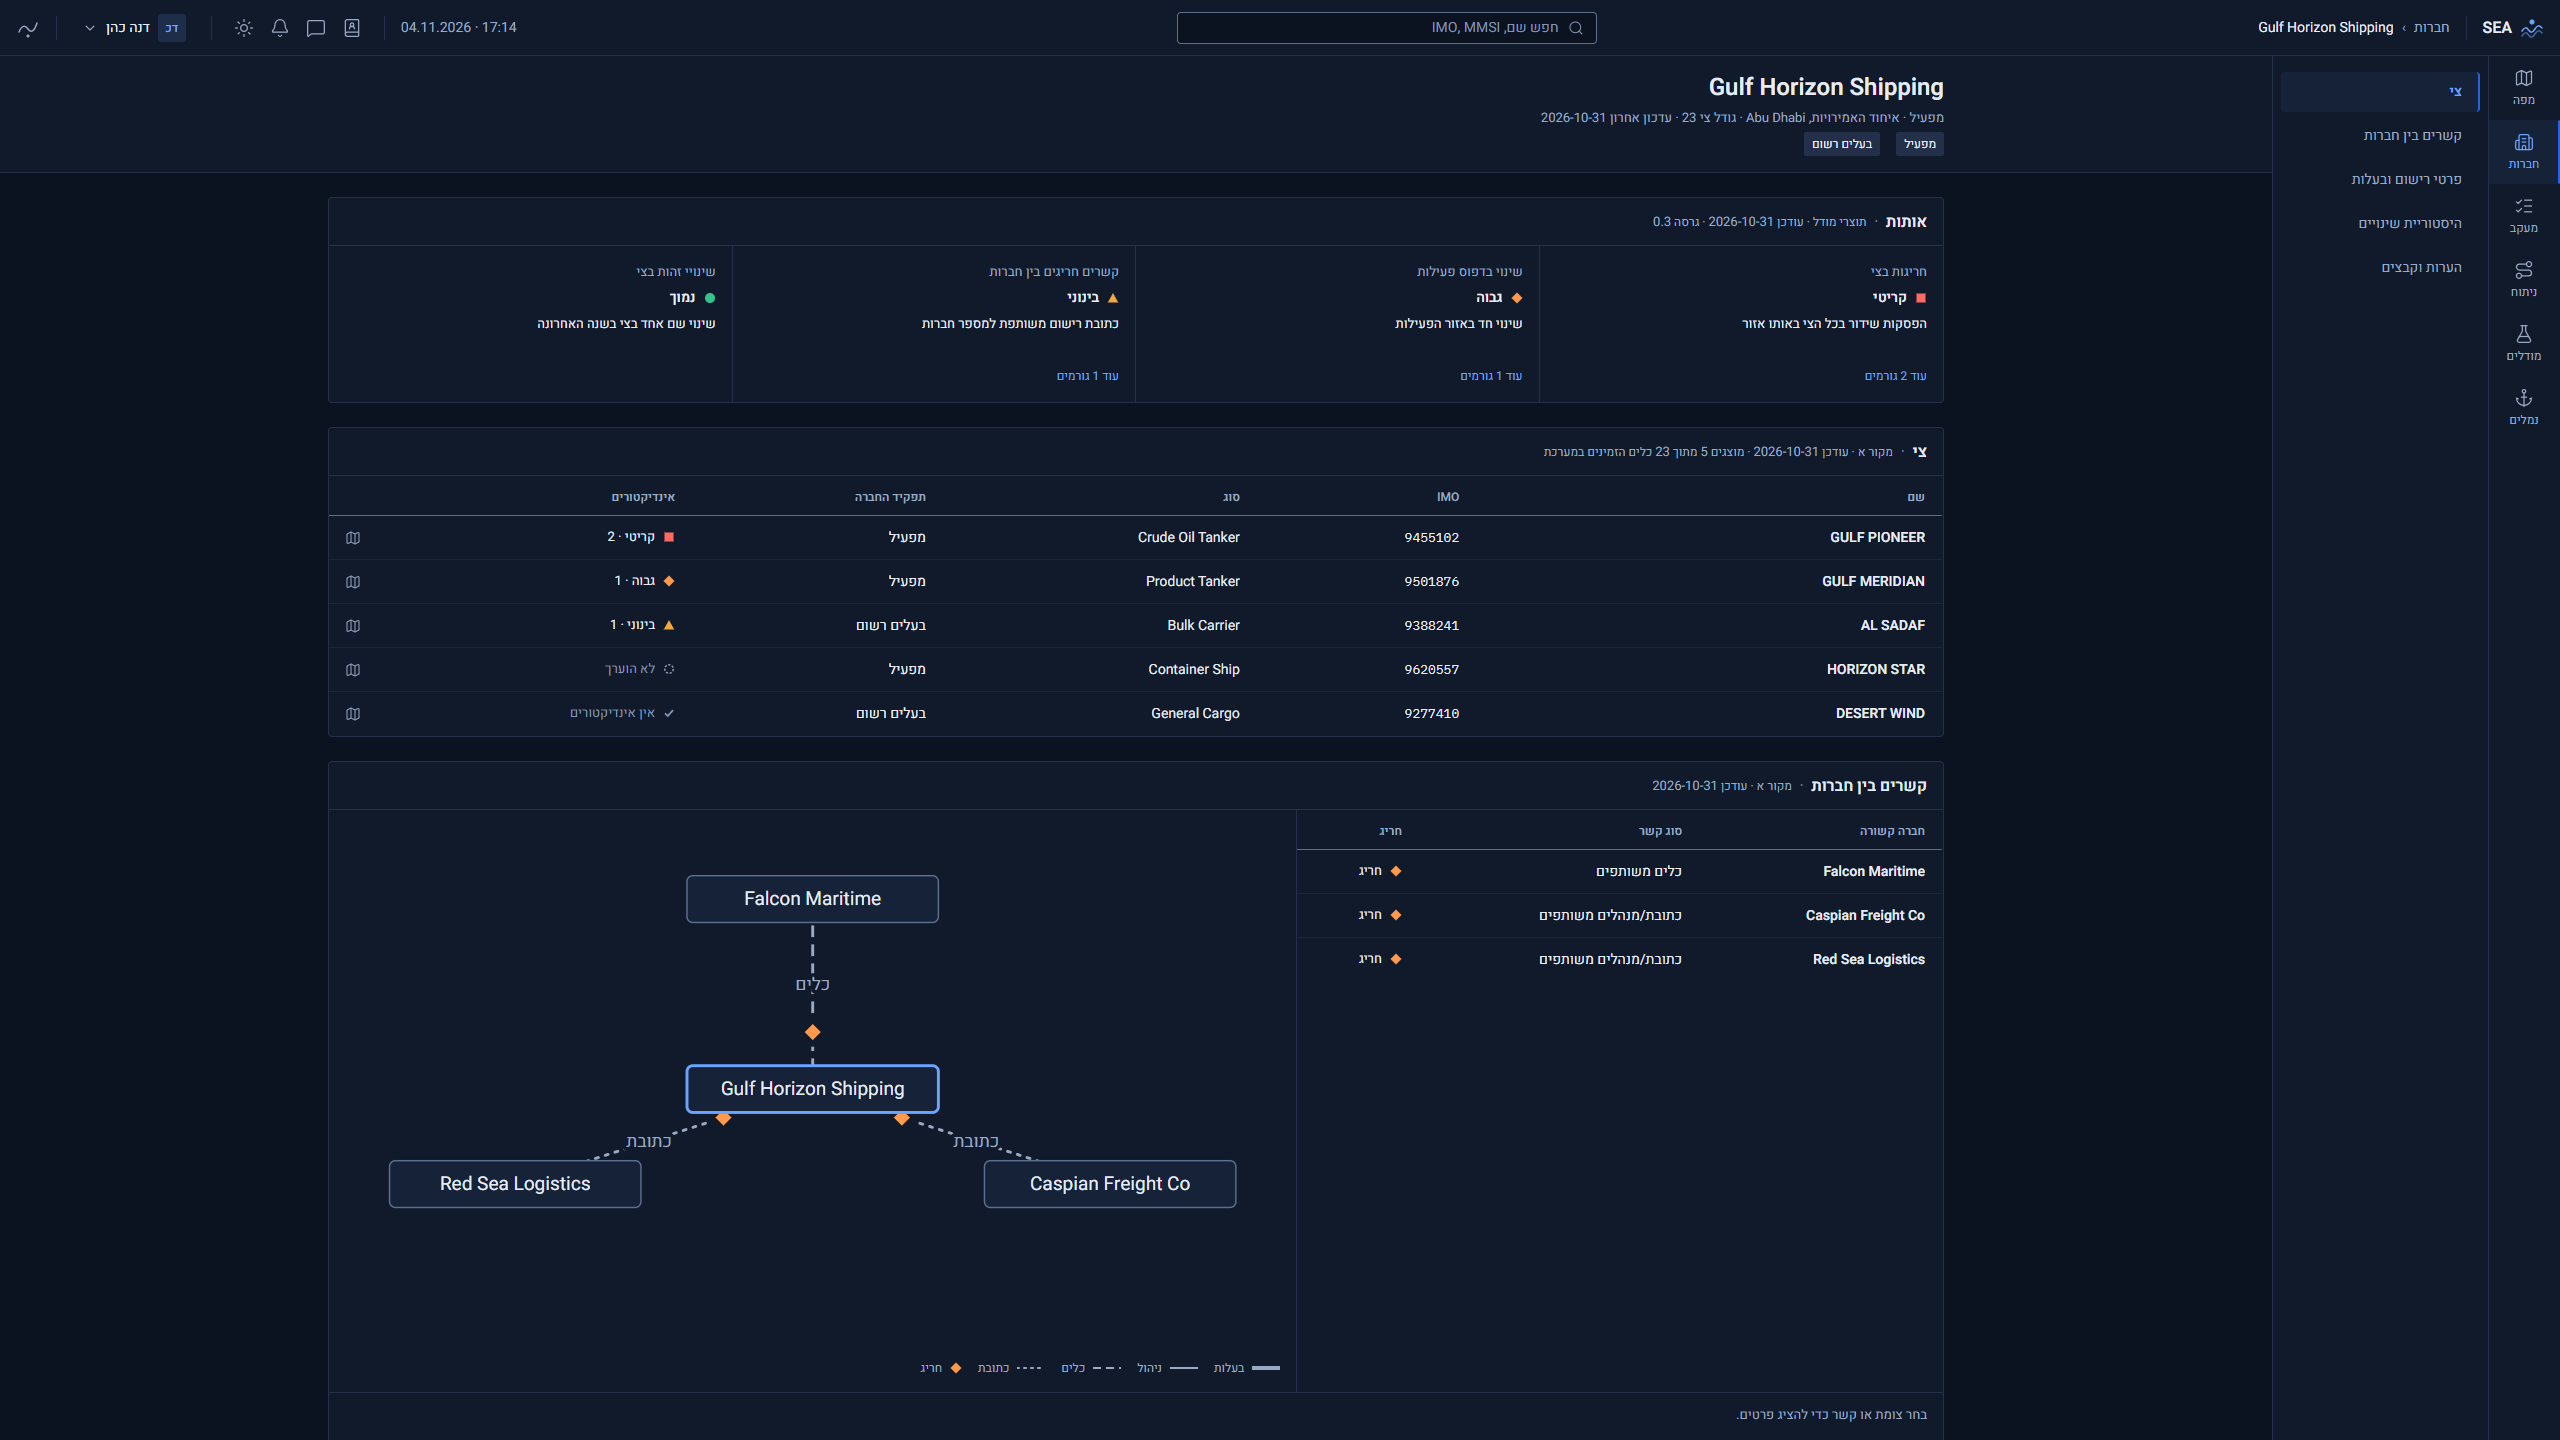 SEA
חברות › Gulf Horizon Shipping
חפש שם, IMO, MMSI
04.11.2026 · 17:14
דכ דנה כהן
מפה
חברות
מעקב
ניתוח
מודלים
נמלים
צי
קשרים בין חברות
פרטי רישום ובעלות
היסטוריית שינויים
הערות וקבצים
Gulf Horizon Shipping
מפעיל · איחוד האמירויות, Abu Dhabi · גודל צי 23 · עדכון אחרון 2026-10-31
מפעיל בעלים רשום
אותות · תוצרי מודל · עודכן 2026-10-31 · גרסה 0.3
חריגות בצי
קריטי
הפסקות שידור בכל הצי באותו אזור
עוד 2 גורמים
שינוי בדפוס פעילות
גבוה
שינוי חד באזור הפעילות
עוד 1 גורמים
קשרים חריגים בין חברות
בינוני
כתובת רישום משותפת למספר חברות
עוד 1 גורמים
שינויי זהות בצי
נמוך
שינוי שם אחד בצי בשנה האחרונה
צי · מקור א · עודכן 2026-10-31 · מוצגים 5 מתוך 23 כלים הזמינים במערכת
שם IMO סוג תפקיד החברה אינדיקטורים
GULF PIONEER 9455102 Crude Oil Tanker מפעיל קריטי · 2
GULF MERIDIAN 9501876 Product Tanker מפעיל גבוה · 1
AL SADAF 9388241 Bulk Carrier בעלים רשום בינוני · 1
HORIZON STAR 9620557 Container Ship מפעיל לא הוערך
DESERT WIND 9277410 General Cargo בעלים רשום אין אינדיקטורים
קשרים בין חברות · מקור א · עודכן 2026-10-31
חברה קשורה סוג קשר חריג
Falcon Maritime כלים משותפים חריג
Caspian Freight Co כתובת/מנהלים משותפים חריג
Red Sea Logistics כתובת/מנהלים משותפים חריג
Falcon Maritime
כלים
Gulf Horizon Shipping
כתובת כתובת
Caspian Freight Co Red Sea Logistics
בעלות ניהול כלים כתובת חריג
בחר צומת או קשר כדי להציג פרטים.